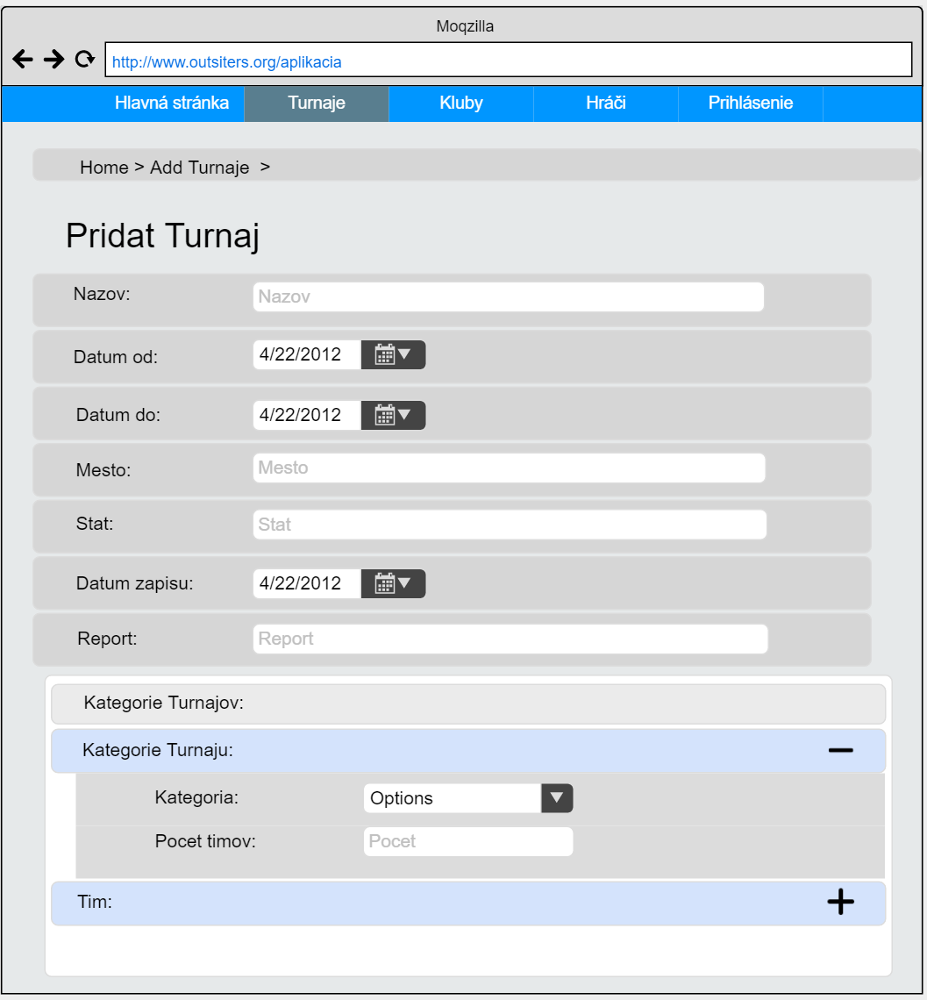 Moqzilla
http://www.outsiters.org/aplikacia
Hlavná stránka Turnaje Kluby Hráči Prihlásenie
Home > Add Turnaje >
Pridat Turnaj
Nazov: Nazov
Datum od: 4/22/2012
Datum do: 4/22/2012
Mesto: Mesto
Stat: Stat
Datum zapisu: 4/22/2012
Report: Report
Kategorie Turnajov:
Kategorie Turnaju:
Kategoria: Options
Pocet timov: Pocet
Tim: